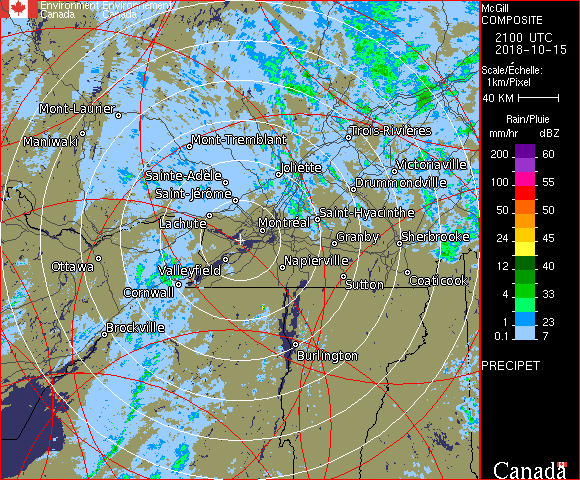 Environment Environnement
Canada Canada
McGill
COMPOSITE
2100 UTC
2018-10-15
Scale/Échelle:
1km/Pixel
40 KM
Rain/Pluie
mm/hr dBZ
200 60
100 55
50 50
24 45
12 40
4 33
1 23
0.1 7
PRECIPET
Canada
Mont-Laurier
Maniwaki
Mont-Tremblant
Trois-Rivières
Sainte-Adèle
Joliette
Victoriaville
Saint-Jérôme
Drummondville
Lachute
Montréal
Saint-Hyacinthe
Granby
Sherbrooke
Ottawa
Valleyfield
Napierville
Cornwall
Sutton
Coaticook
Brockville
Burlington